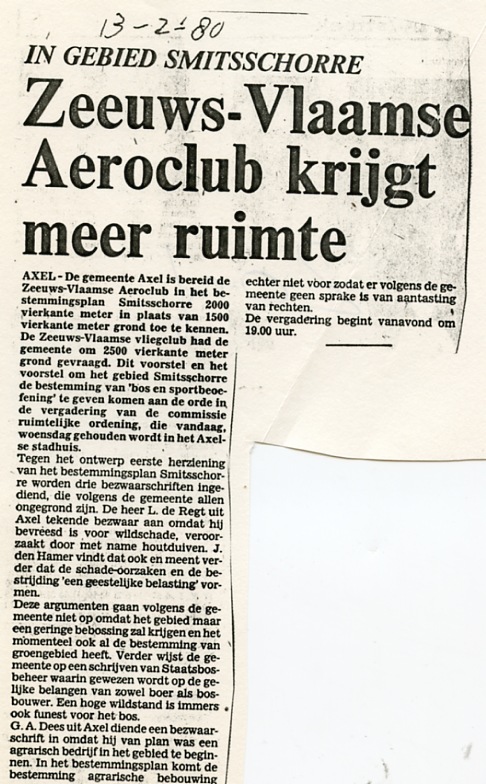 13-2-'80
IN GEBIED SMITSSCHORRE
Zeeuws-Vlaamse
Aeroclub krijgt
meer ruimte
AXEL - De gemeente Axel is bereid de
Zeeuws-Vlaamse Aeroclub in het be-
stemmingsplan Smitsschorre 2000
vierkante meter in plaats van 1500
vierkante meter grond toe te kennen.
De Zeeuws-Vlaamse vliegclub had de
gemeente om 2500 vierkante meter
grond gevraagd. Dit voorstel en het
voorstel om het gebied Smitsschorre
de bestemming van 'bos en sportbeoe-
fening' te geven komen aan de orde in
de vergadering van de commissie
ruimtelijke ordening, die vandaag,
woensdag gehouden wordt in het Axel-
se stadhuis.
Tegen het ontwerp eerste herziening
van het bestemmingsplan Smitsschor-
re worden drie bezwaarschriften inge-
diend, die volgens de gemeente allen
ongegrond zijn. De heer L. de Regt uit
Axel tekende bezwaar aan omdat hij
bevreesd is voor wildschade, veroor-
zaakt door met name houtduiven. J.
den Hamer vindt dat ook en meent ver-
der dat de schade-oorzaken en de be-
strijding 'een geestelijke belasting' vor-
men.
Deze argumenten gaan volgens de ge-
meente niet op omdat het gebied maar
een geringe bebossing zal krijgen en het
momenteel ook al de bestemming van
groengebied heeft. Verder wijst de ge-
meente op een schrijven van Staatsbos-
beheer waarin gewezen wordt op de ge-
lijke belangen van zowel boer als bos-
bouwer. Een hoge wildstand is immers
ook funest voor het bos.
G. A. Dees uit Axel diende een bezwaar-
schrift in omdat hij van plan was een
agrarisch bedrijf in het gebied te begin-
nen. In het bestemmingsplan komt de
bestemming agrarische bebouwing
echter niet voor zodat er volgens de ge-
meente geen sprake is van aantasting
van rechten.
De vergadering begint vanavond om
19.00 uur.